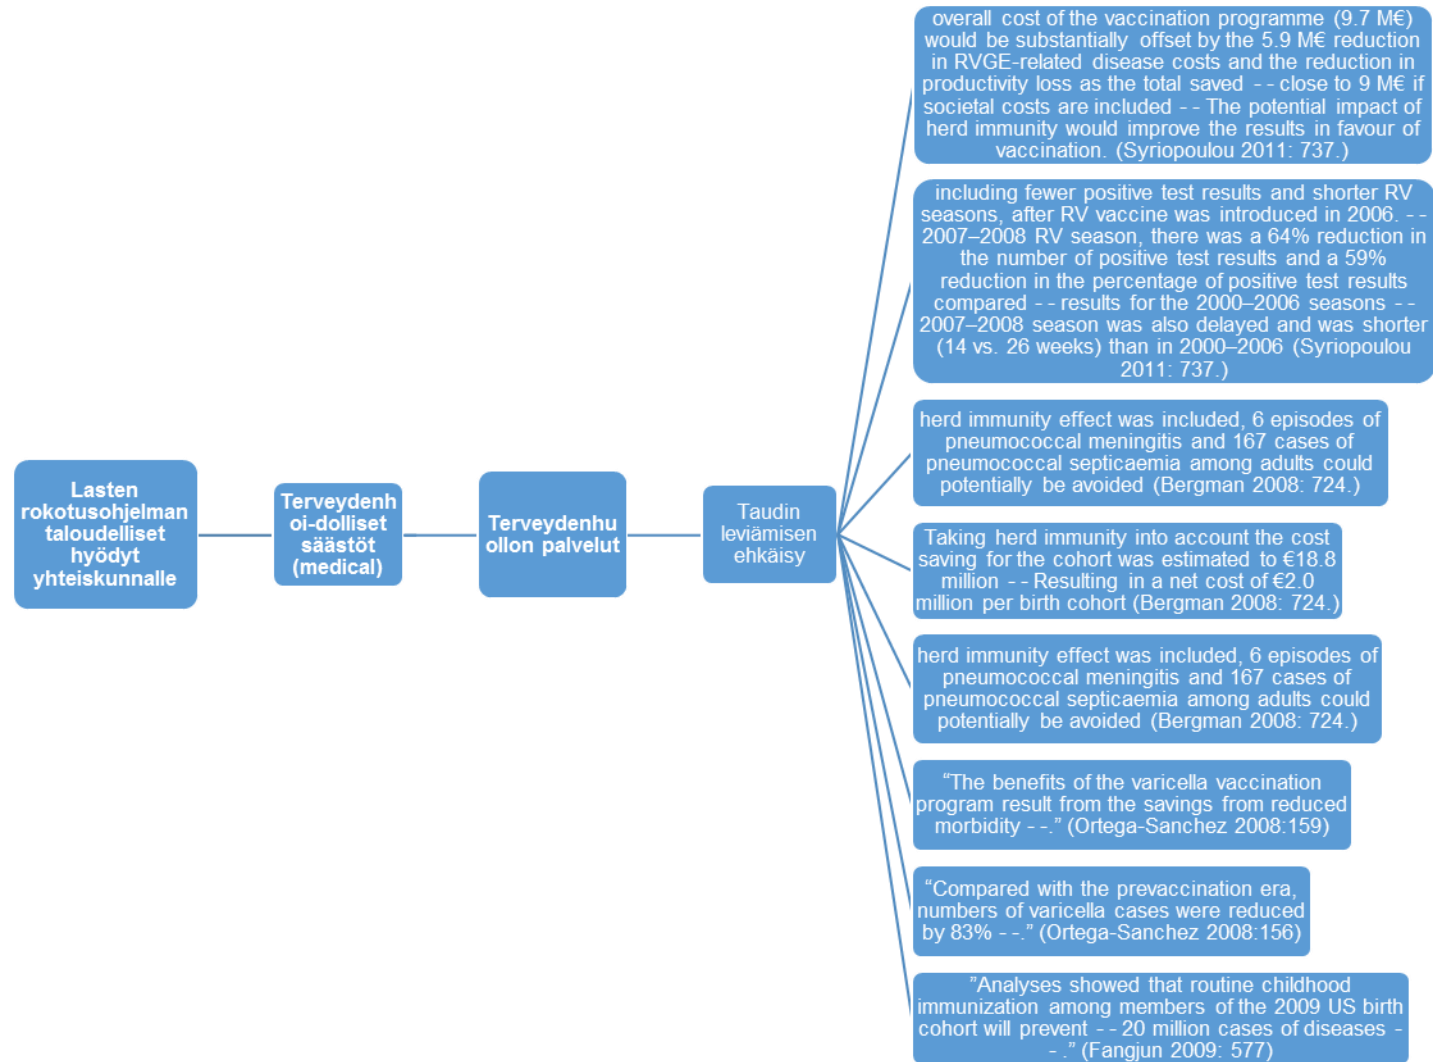 Lasten
rokotusohjelman
taloudelliset
hyödyt
yhteiskunnalle
Terveydenh
oi-dolliset
säästöt
(medical)
Terveydenhu
ollon palvelut
Taudin
leviämisen
ehkäisy
overall cost of the vaccination programme (9.7 M€)
would be substantially offset by the 5.9 M€ reduction
in RVGE-related disease costs and the reduction in
productivity loss as the total saved - - close to 9 M€ if
societal costs are included - - The potential impact of
herd immunity would improve the results in favour of
vaccination. (Syriopoulou 2011: 737.)
including fewer positive test results and shorter RV
seasons, after RV vaccine was introduced in 2006. - -
2007–2008 RV season, there was a 64% reduction in
the number of positive test results and a 59%
reduction in the percentage of positive test results
compared - - results for the 2000–2006 seasons - -
2007–2008 season was also delayed and was shorter
(14 vs. 26 weeks) than in 2000–2006 (Syriopoulou
2011: 737.)
herd immunity effect was included, 6 episodes of
pneumococcal meningitis and 167 cases of
pneumococcal septicaemia among adults could
potentially be avoided (Bergman 2008: 724.)
Taking herd immunity into account the cost
saving for the cohort was estimated to €18.8
million - - Resulting in a net cost of €2.0
million per birth cohort (Bergman 2008: 724.)
herd immunity effect was included, 6 episodes of
pneumococcal meningitis and 167 cases of
pneumococcal septicaemia among adults could
potentially be avoided (Bergman 2008: 724.)
“The benefits of the varicella vaccination
program result from the savings from reduced
morbidity - -.” (Ortega-Sanchez 2008:159)
“Compared with the prevaccination era,
numbers of varicella cases were reduced
by 83% - -.” (Ortega-Sanchez 2008:156)
”Analyses showed that routine childhood
immunization among members of the 2009 US birth
cohort will prevent - - 20 million cases of diseases -
- .” (Fangjun 2009: 577)